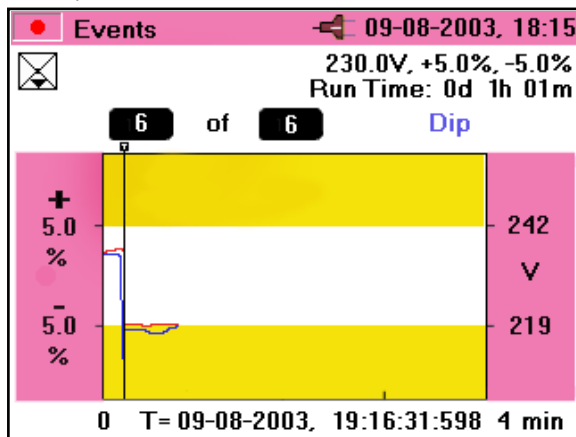 Events 09-08-2003, 18:15
230.0V, +5.0%, -5.0%
Run Time: 0d 1h 01m
6 of 6 Dip
T
+
5.0
%
242
V
-
5.0
%
219
0 T= 09-08-2003, 19:16:31:598 4 min